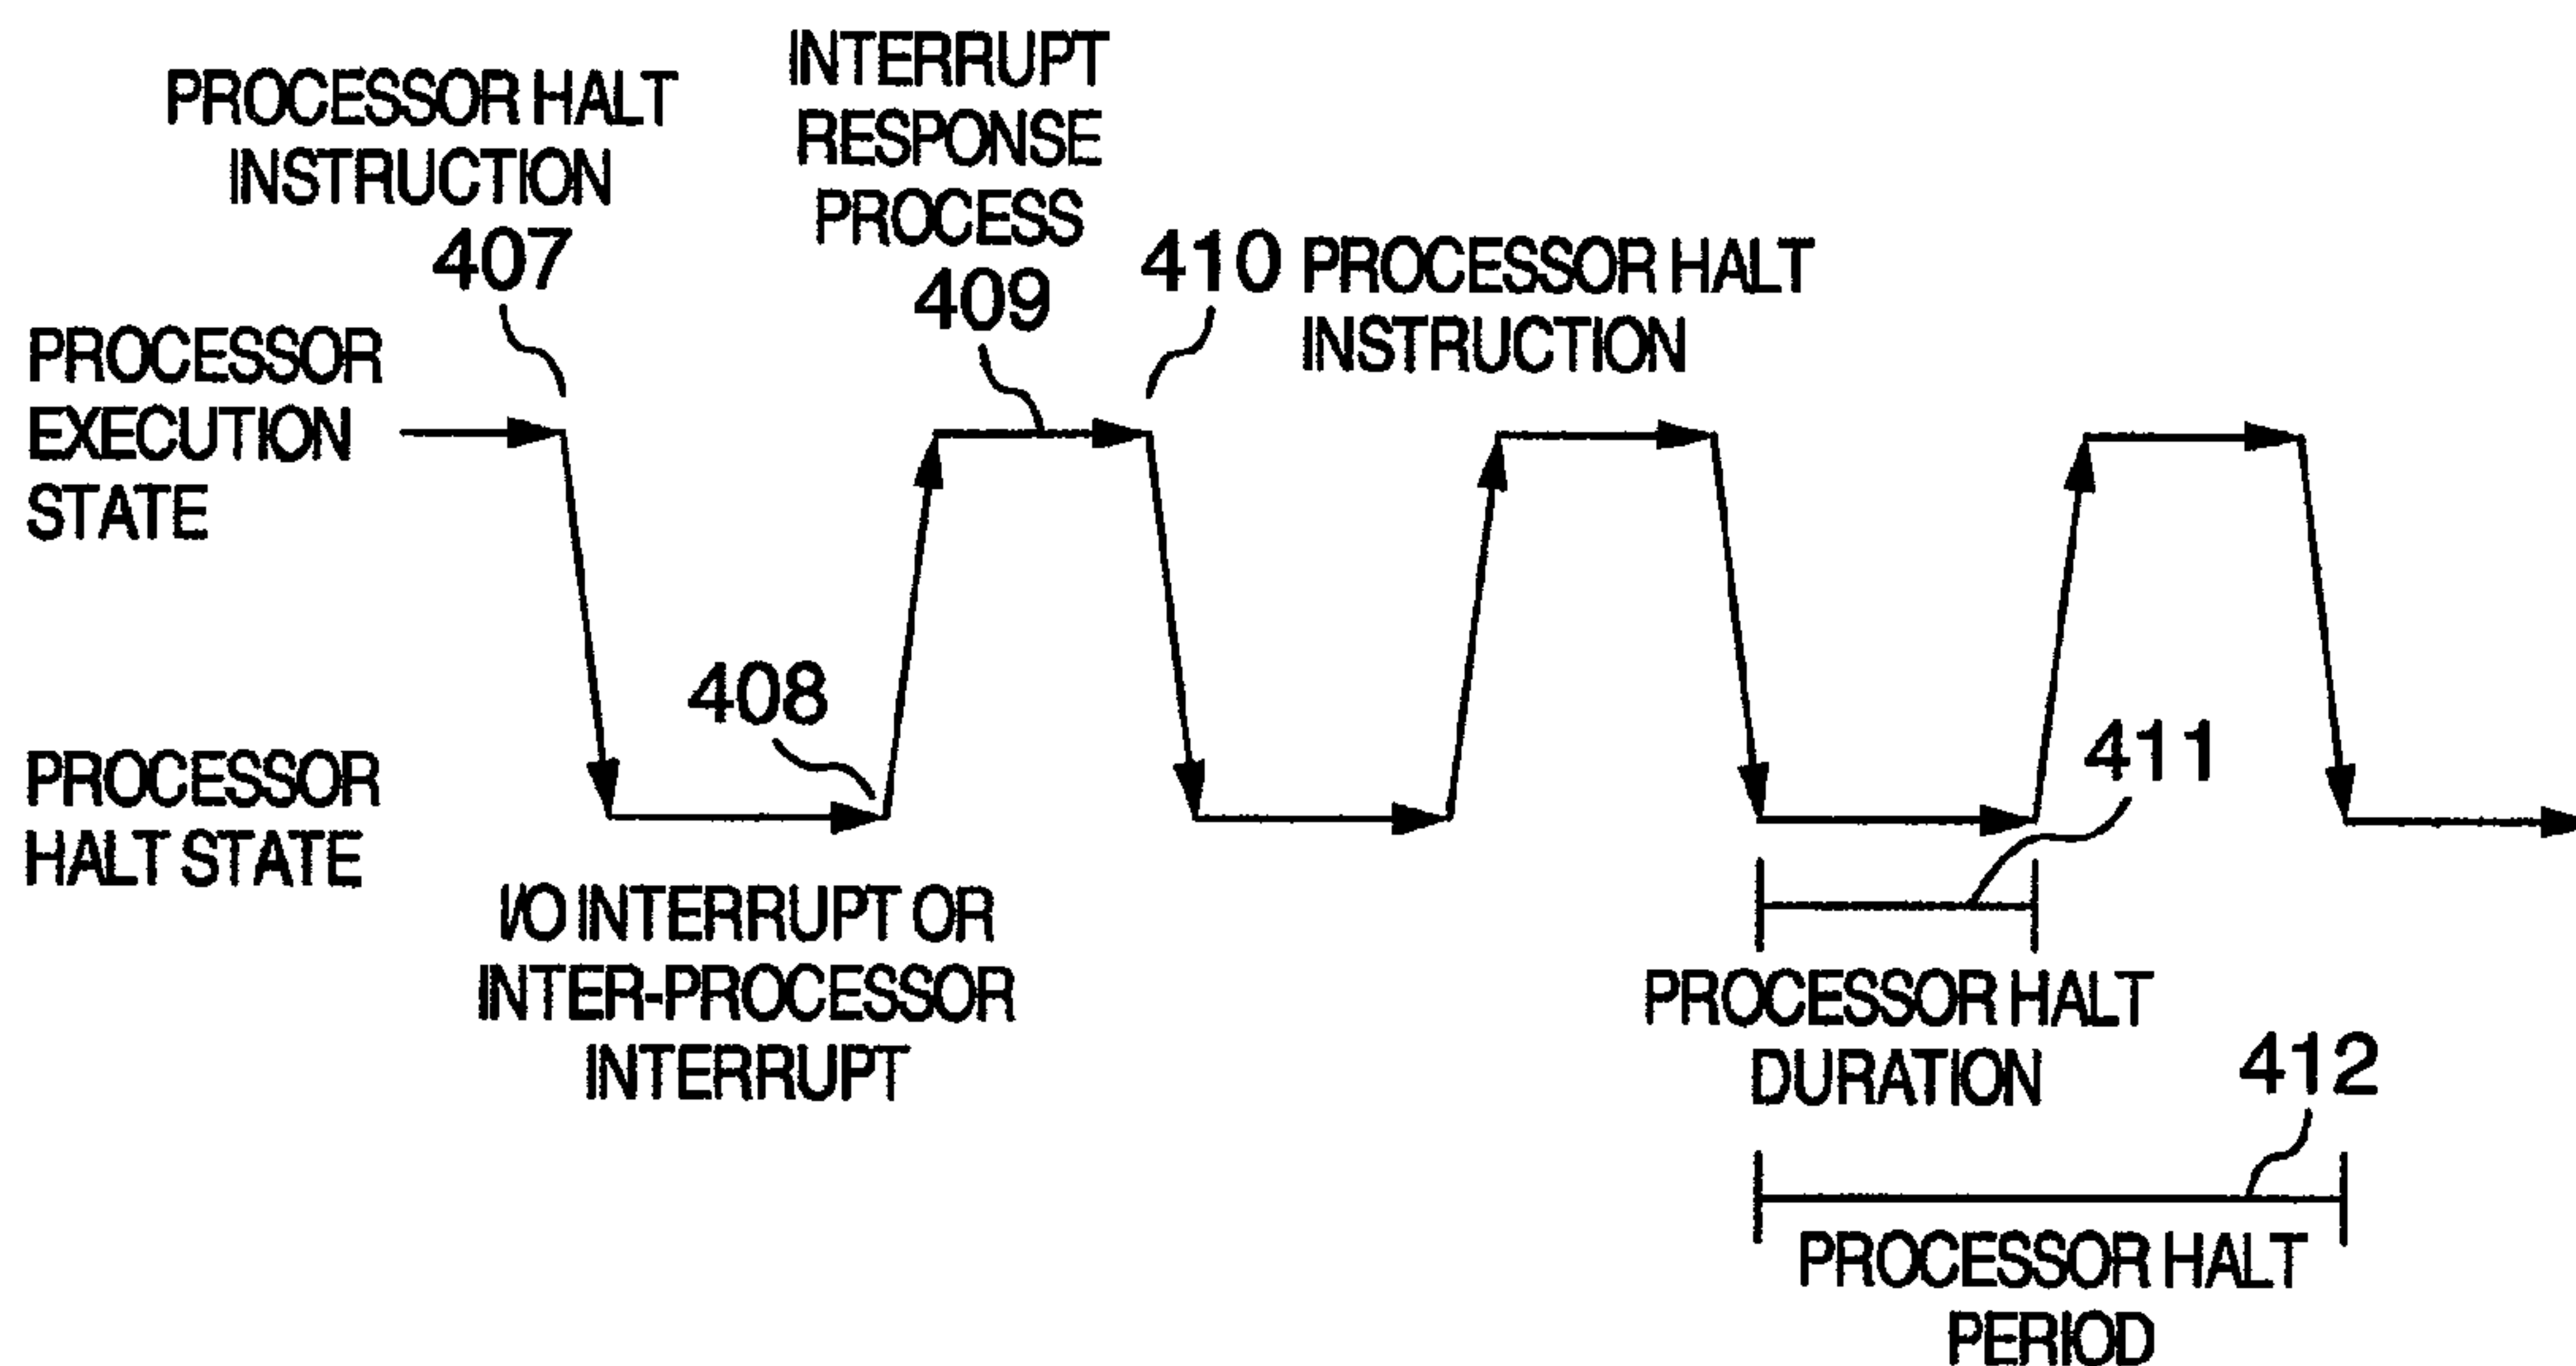 PROCESSOR HALT
INSTRUCTION
407
INTERRUPT
RESPONSE
PROCESS
409
410 PROCESSOR HALT
INSTRUCTION
PROCESSOR
EXECUTION
STATE
408
411
PROCESSOR
HALT STATE
I/O INTERRUPT OR
INTER-PROCESSOR
INTERRUPT
PROCESSOR HALT
DURATION
412
PROCESSOR HALT
PERIOD